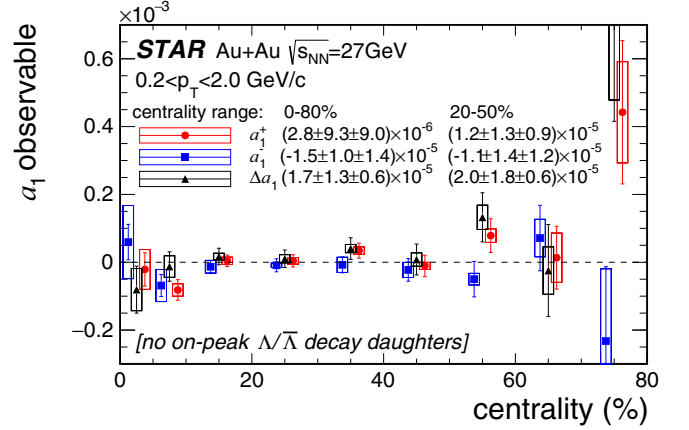 ×10⁻³
STAR Au+Au √sNN=27GeV
0.2<pT<2.0 GeV/c
centrality range: 0-80% 20-50%
a₁⁺ (2.8±9.3±9.0)×10⁻⁶ (1.2±1.3±0.9)×10⁻⁵
a₁⁻ (-1.5±1.0±1.4)×10⁻⁵ (-1.1±1.4±1.2)×10⁻⁵
Δa₁ (1.7±1.3±0.6)×10⁻⁵ (2.0±1.8±0.6)×10⁻⁵
[no on-peak Λ/Λ̅ decay daughters]
a₁ observable
0.6
0.4
0.2
0
−0.2
0 20 40 60 80
centrality (%)